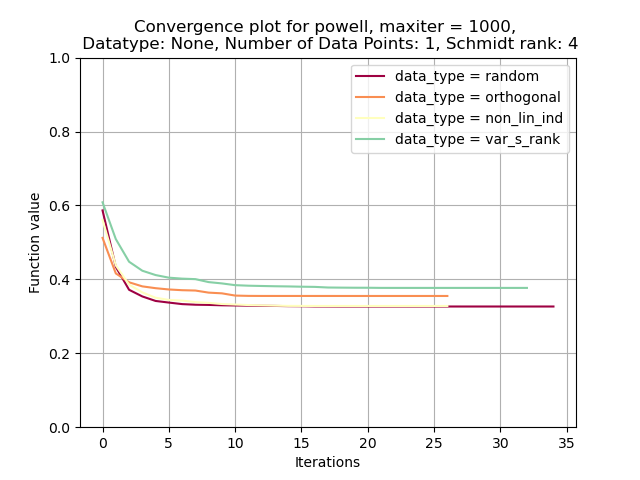 Convergence plot for powell, maxiter = 1000,
Datatype: None, Number of Data Points: 1, Schmidt rank: 4
data_type = random
data_type = orthogonal
data_type = non_lin_ind
data_type = var_s_rank
1.0
0.8
0.6
0.4
0.2
0.0
Function value
0 5 10 15 20 25 30 35
Iterations